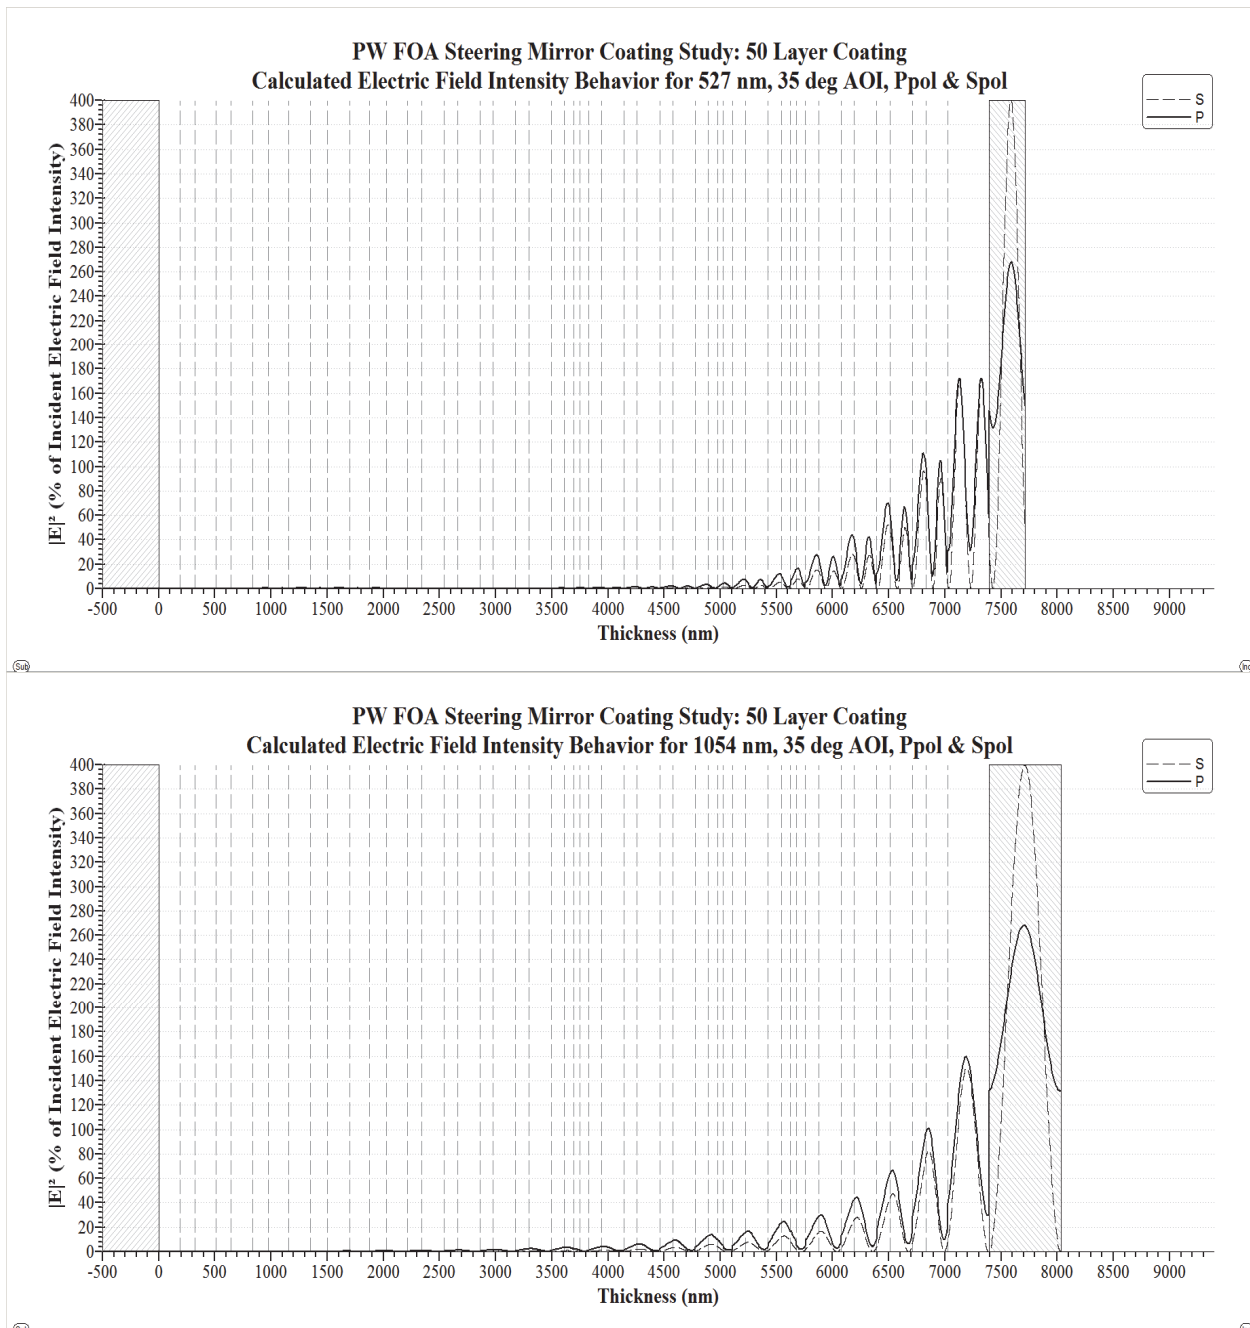 PW FOA Steering Mirror Coating Study: 50 Layer Coating
Calculated Electric Field Intensity Behavior for 527 nm, 35 deg AOI, Ppol & Spol
S
P
|E|² (% of Incident Electric Field Intensity)
400
380
360
340
320
300
280
260
240
220
200
180
160
140
120
100
80
60
40
20
0
-500 0 500 1000 1500 2000 2500 3000 3500 4000 4500 5000 5500 6000 6500 7000 7500 8000 8500 9000
Thickness (nm)
Sub
PW FOA Steering Mirror Coating Study: 50 Layer Coating
Calculated Electric Field Intensity Behavior for 1054 nm, 35 deg AOI, Ppol & Spol
S
P
|E|² (% of Incident Electric Field Intensity)
400
380
360
340
320
300
280
260
240
220
200
180
160
140
120
100
80
60
40
20
0
-500 0 500 1000 1500 2000 2500 3000 3500 4000 4500 5000 5500 6000 6500 7000 7500 8000 8500 9000
Thickness (nm)